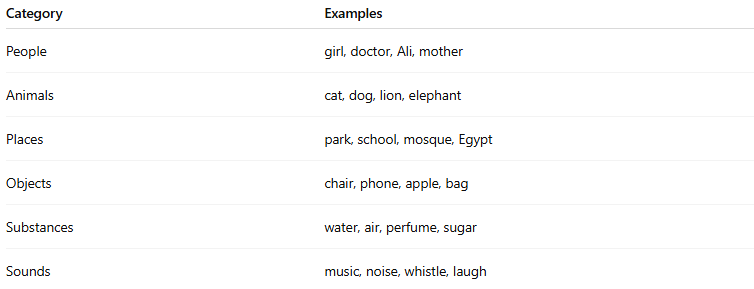 Category Examples
People girl, doctor, Ali, mother
Animals cat, dog, lion, elephant
Places park, school, mosque, Egypt
Objects chair, phone, apple, bag
Substances water, air, perfume, sugar
Sounds music, noise, whistle, laugh